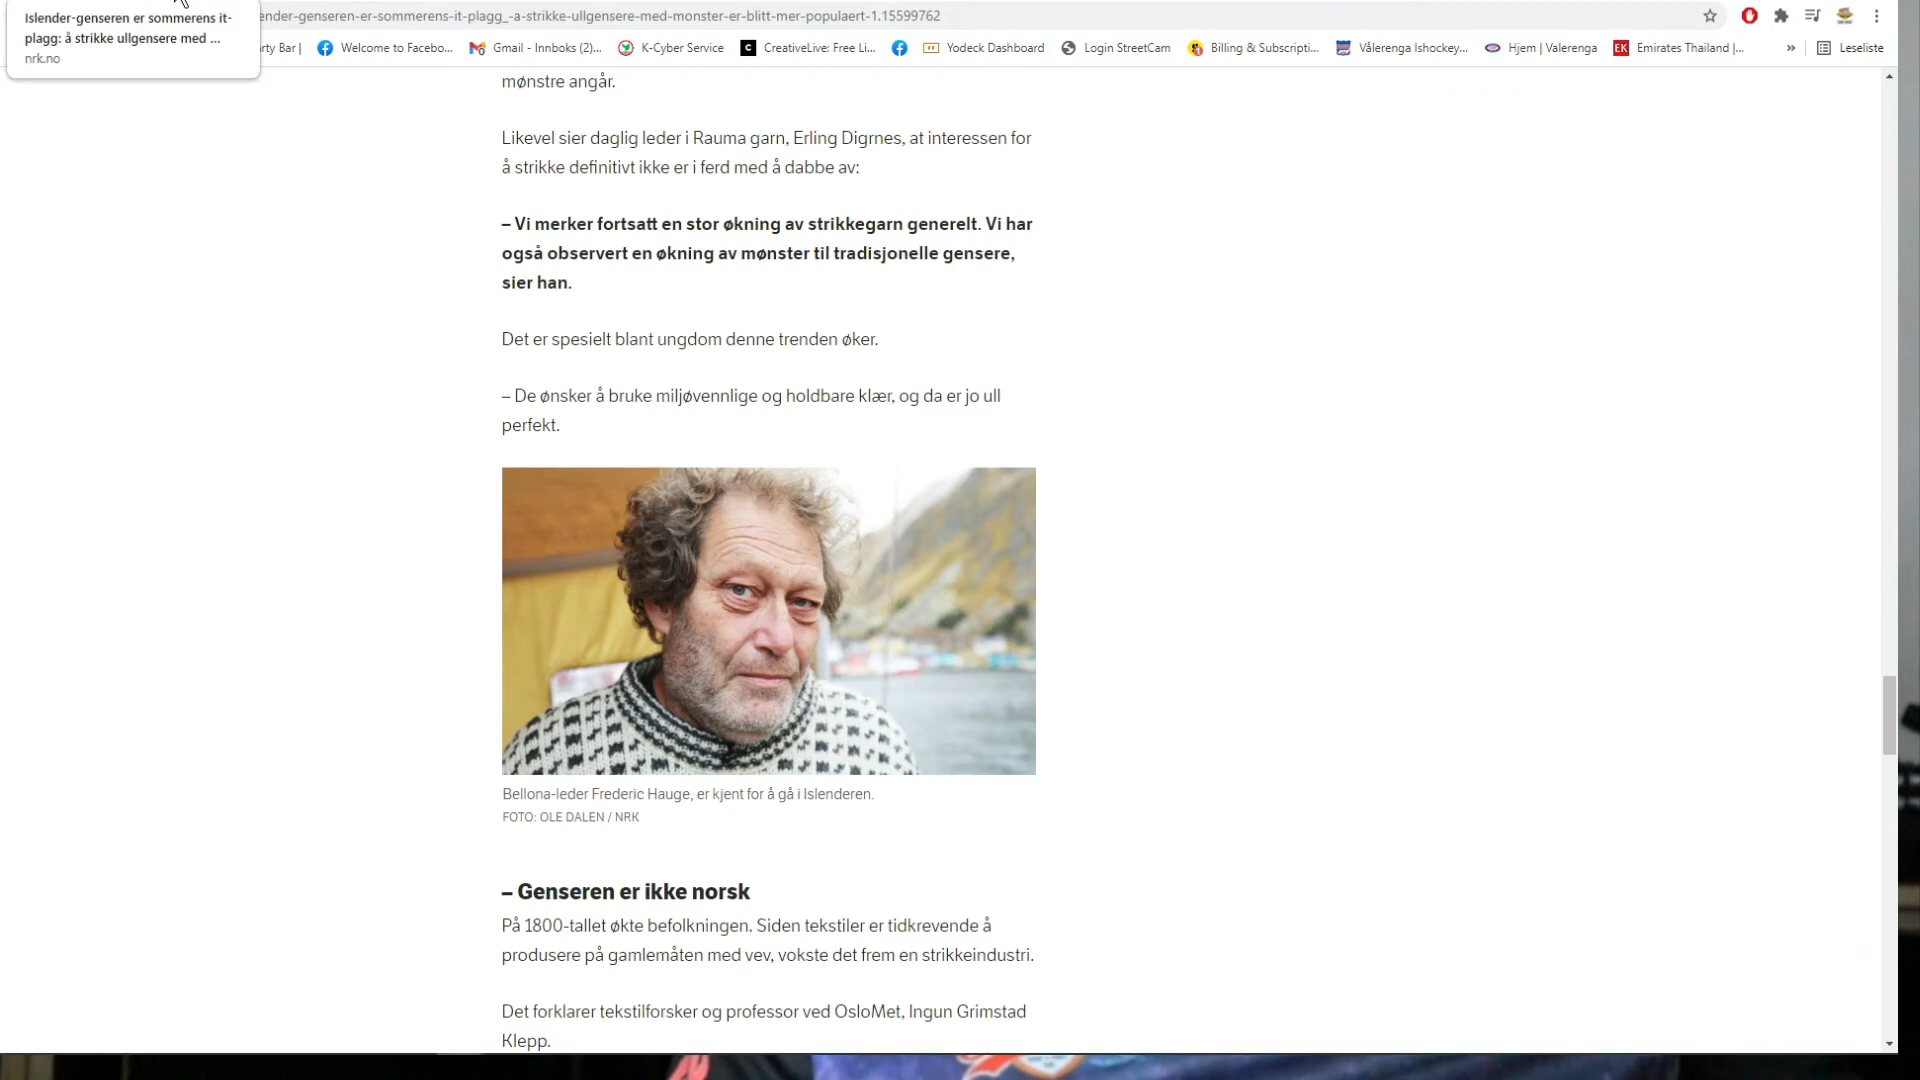 Islender-genseren er sommerens it-
plagg: å strikke ullgensere med ...
nrk.no
ender-genseren-er-sommerens-it-plagg_-a-strikke-ullgensere-med-monster-er-blitt-mer-populaert-1.15599762
arty Bar |
Welcome to Facebo...
Gmail - Innboks (2)...
K-Cyber Service
CreativeLive: Free Li...
Yodeck Dashboard
Login StreetCam
Billing & Subscripti...
Vålerenga Ishockey...
Hjem | Valerenga
EK
Emirates Thailand |...
»
Leseliste
mønstre angår.
Likevel sier daglig leder i Rauma garn, Erling Digrnes, at interessen for
å strikke definitivt ikke er i ferd med å dabbe av:
– Vi merker fortsatt en stor økning av strikkegarn generelt. Vi har
også observert en økning av mønster til tradisjonelle gensere,
sier han.
Det er spesielt blant ungdom denne trenden øker.
– De ønsker å bruke miljøvennlige og holdbare klær, og da er jo ull
perfekt.
Bellona-leder Frederic Hauge, er kjent for å gå i Islenderen.
FOTO: OLE DALEN / NRK
– Genseren er ikke norsk
På 1800-tallet økte befolkningen. Siden tekstiler er tidkrevende å
produsere på gamlemåten med vev, vokste det frem en strikkeindustri.
Det forklarer tekstilforsker og professor ved OsloMet, Ingun Grimstad
Klepp.